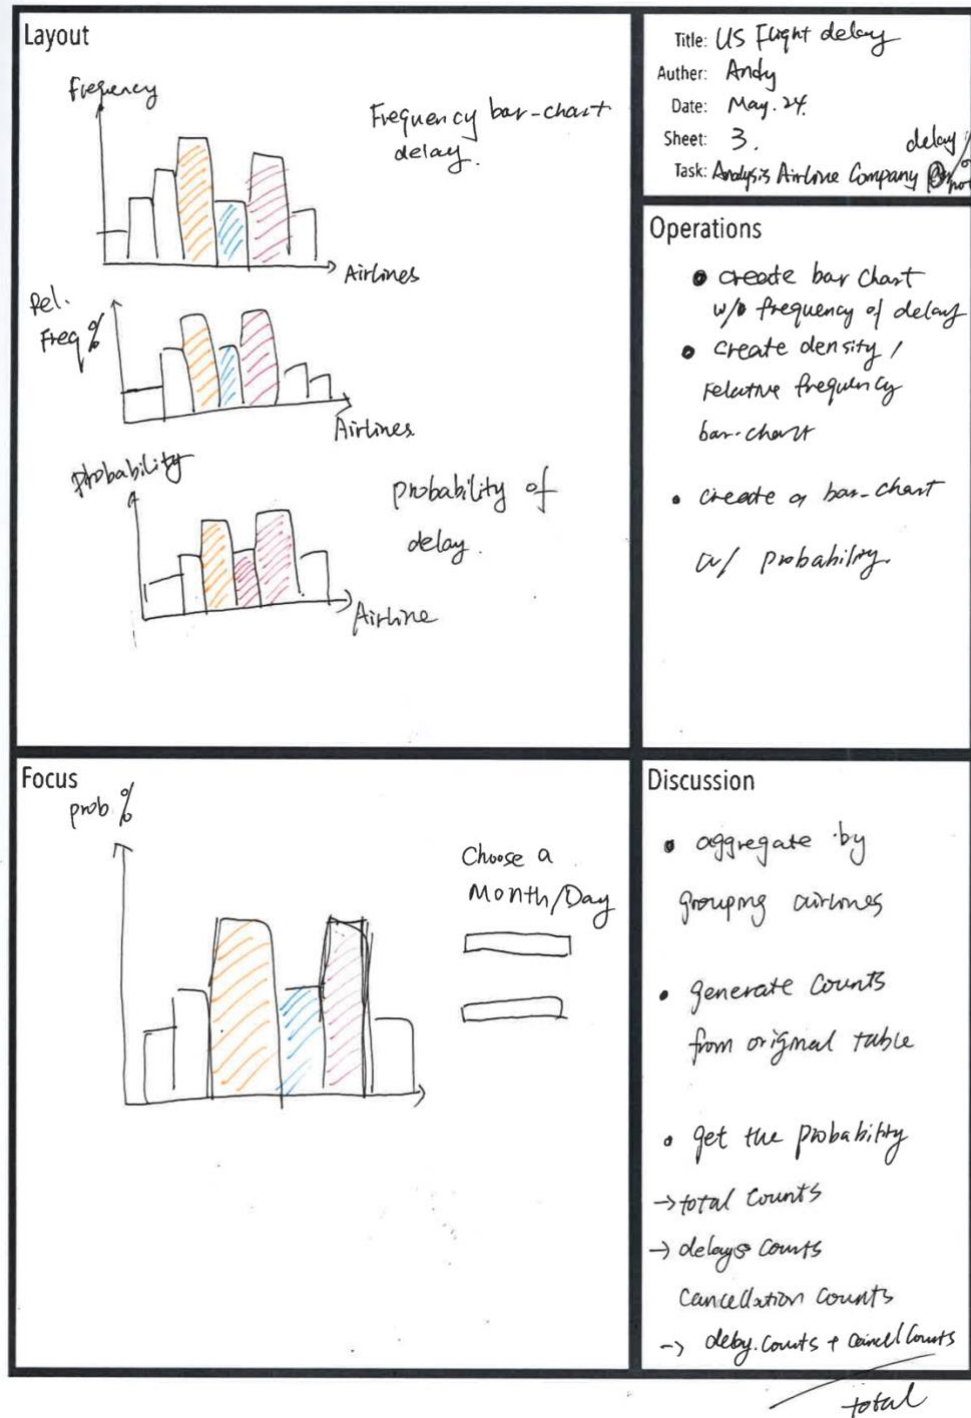 Layout
Frequency
Frequency bar-chart
delay.
Airlines
Rel.
Freq %
Airlines
Probability
probability of
delay.
Airline
Title: US Flight delay
Auther: Andy
Date: May. 24.
Sheet: 3.
delay
Task: Analysis Airline Company
Operations
create bar chart
w/ frequency of delay
create density /
relative frequency
bar-chart
create a bar-chart
w/ probability.
Focus
prob %
Choose a
Month/Day
Discussion
aggregate by
grouping airlines
generate counts
from original table
get the probability
→ total counts
→ delays counts
Cancellation counts
→ delay.counts + cancel counts
total